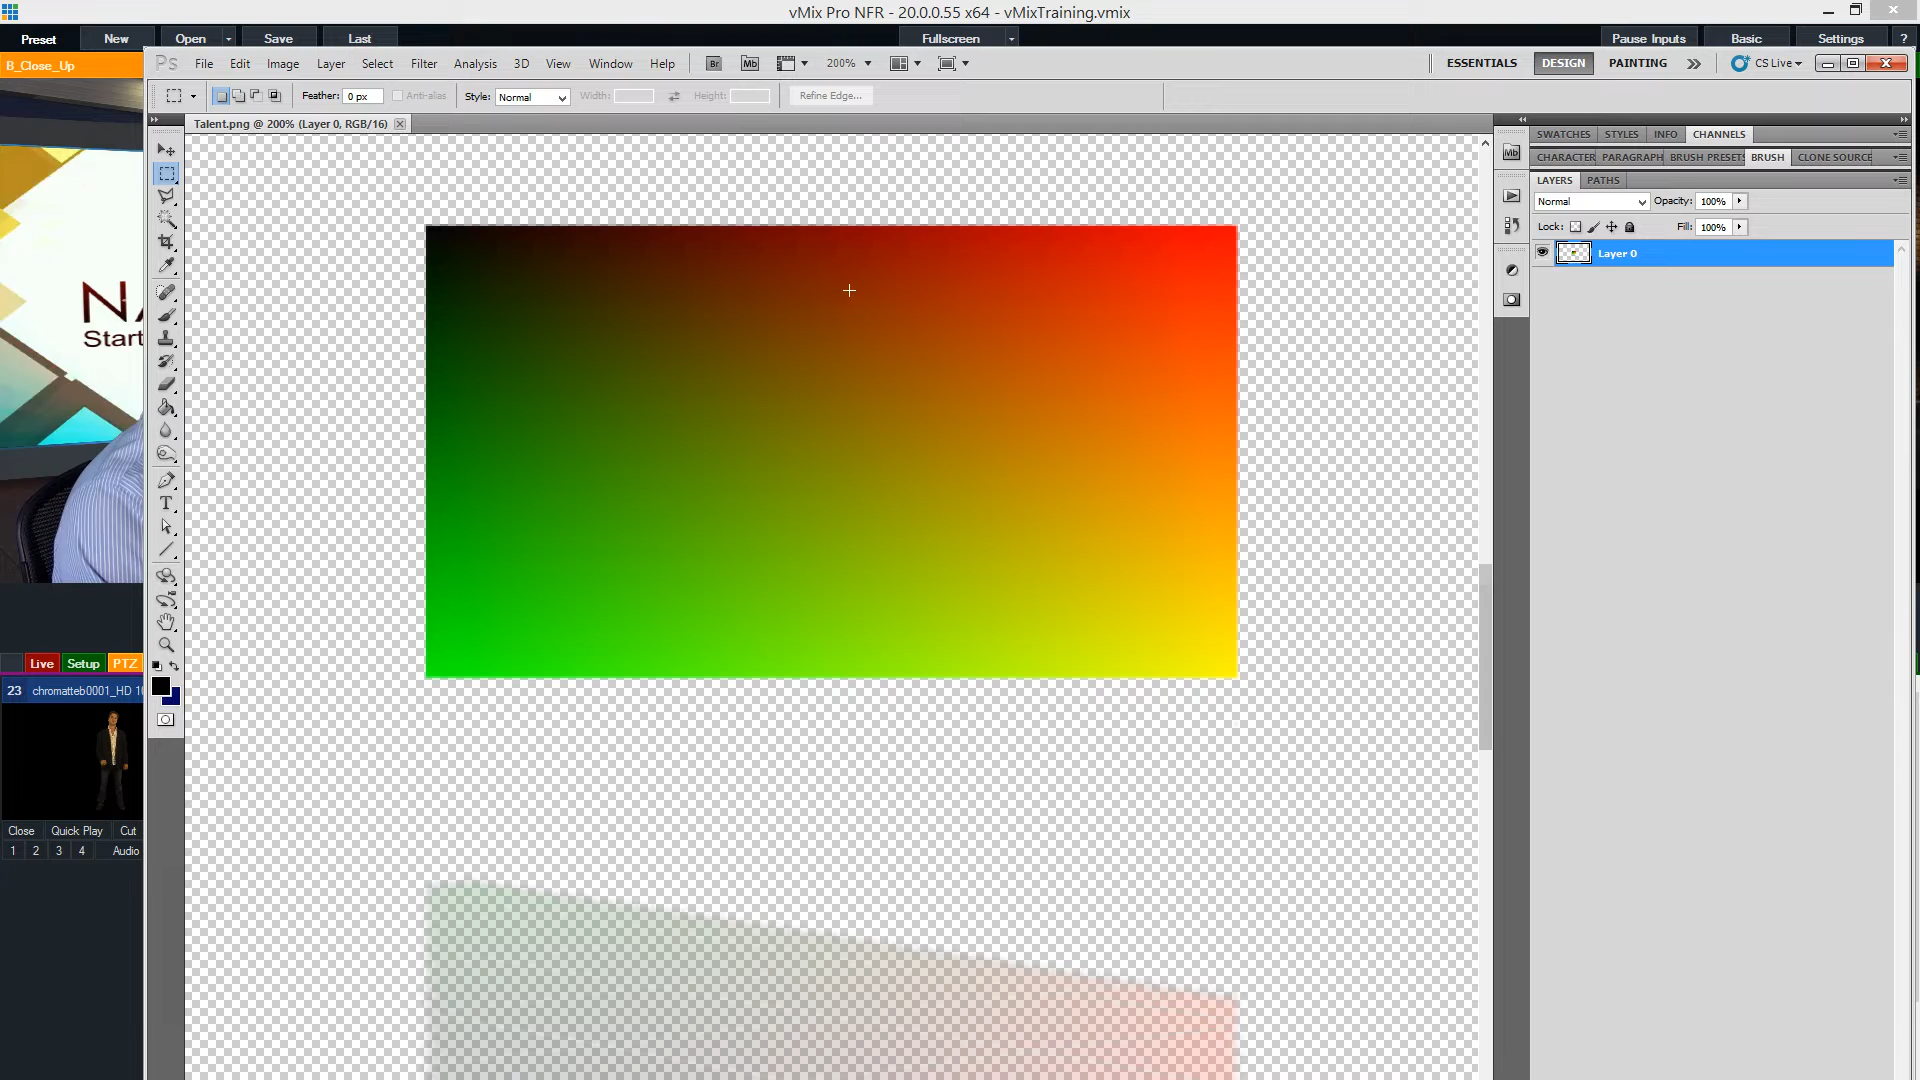 vMix Pro NFR - 20.0.0.55 x64 - vMixTraining.vmix
Preset New Open Save Last Fullscreen Pause Inputs Basic Settings ?
B_Close_Up
Ps File Edit Image Layer Select Filter Analysis 3D View Window Help Br Mb 200% ESSENTIALS DESIGN PAINTING CS Live
Feather: 0 px Anti-alias Style: Normal Width: Height: Refine Edge...
Talent.png @ 200% (Layer 0, RGB/16)
SWATCHES STYLES INFO CHANNELS
Mb
CHARACTER PARAGRAPH BRUSH PRESETS BRUSH CLONE SOURCE
LAYERS PATHS
Normal Opacity: 100%
Lock: Fill: 100%
Layer 0
Start
T
Live Setup PTZ
23 chromatteb0001_HD
Close Quick Play Cut
1 2 3 4 Audio